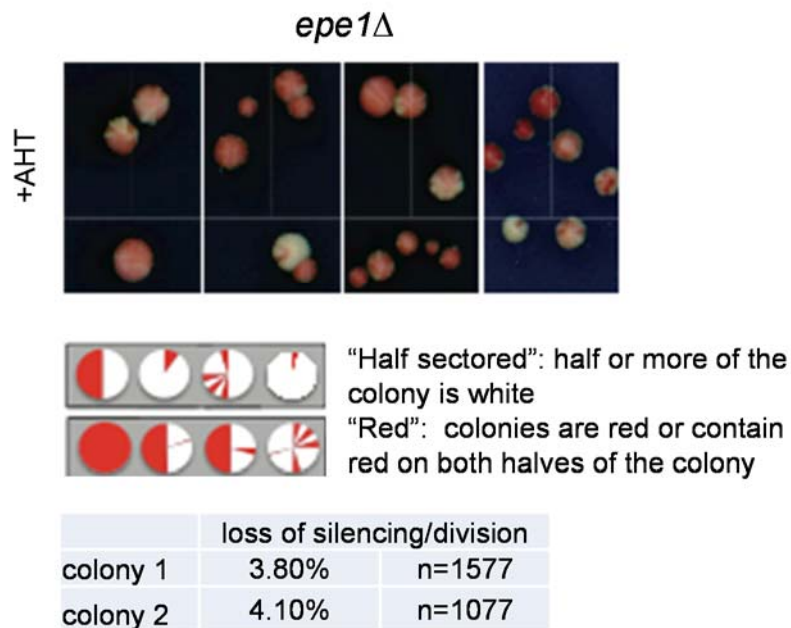 epe1Δ
+AHT
“Half sectored”: half or more of the
colony is white
“Red”: colonies are red or contain
red on both halves of the colony
loss of silencing/division
colony 1 3.80% n=1577
colony 2 4.10% n=1077